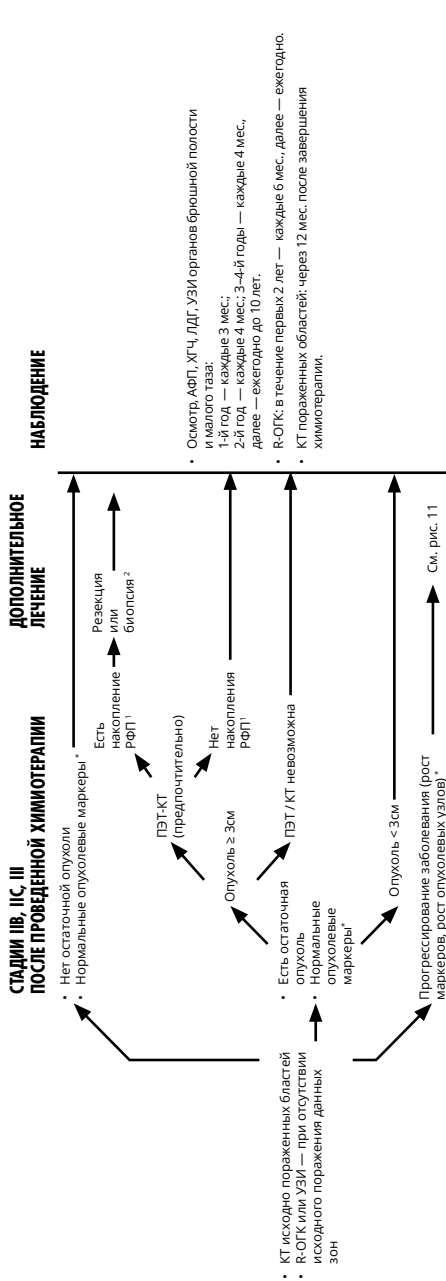 СТАДИИ IIB, IIC, III
ПОСЛЕ ПРОВЕДЕННОЙ ХИМИОТЕРАПИИ
ДОПОЛНИТЕЛЬНОЕ
ЛЕЧЕНИЕ
НАБЛЮДЕНИЕ
• КТ исходно пораженных бластей
• R-ОГК или УЗИ — при отсутствии
исходного поражения данных
зон
• Нет остаточной опухоли
• Нормальные опухолевые маркеры*
• Есть остаточная
опухоль
• Нормальные
опухолевые
маркеры*
Прогрессирование заболевания (рост
маркеров, рост опухолевых узлов)*
Опухоль ≥ 3см
Опухоль < 3см
ПЭТ-КТ
(предпочтительно)
ПЭТ / КТ невозможна
Есть
накопление
РФП¹
Нет
накопления
РФП¹
Резекция
или
биопсия²
См. рис. 11
• Осмотр, АФП, ХГЧ, ЛДГ, УЗИ органов брюшной полости
и малого таза:
1-й год — каждые 3 мес.;
2-й год — каждые 4 мес.; 3–4-й годы — каждые 4 мес.,
далее — ежегодно до 10 лет.
• R-ОГК: в течение первых 2 лет — каждые 6 мес., далее — ежегодно.
• КТ пораженных областей: через 12 мес. после завершения
химиотерапии.